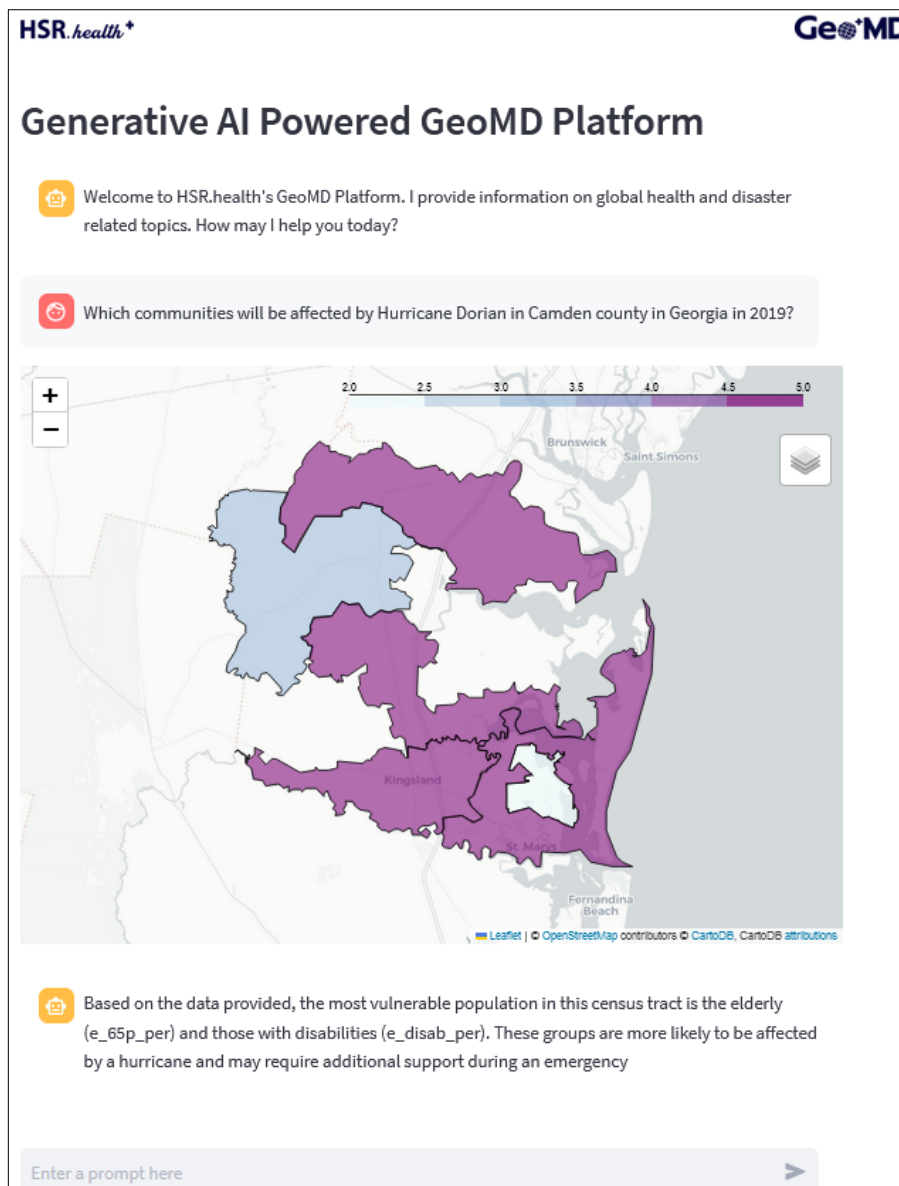 HSR.health+
Geo+MD
Generative AI Powered GeoMD Platform
Welcome to HSR.health's GeoMD Platform. I provide information on global health and disaster
related topics. How may I help you today?
Which communities will be affected by Hurricane Dorian in Camden county in Georgia in 2019?
+
−
2.0 2.5 3.0 3.5 4.0 4.5 5.0
Brunswick
Saint Simons
Kingsland
St. Marys
Fernandina
Beach
Leaflet | © OpenStreetMap contributors © CartoDB, CartoDB attributions
Based on the data provided, the most vulnerable population in this census tract is the elderly
(e_65p_per) and those with disabilities (e_disab_per). These groups are more likely to be affected
by a hurricane and may require additional support during an emergency
Enter a prompt here